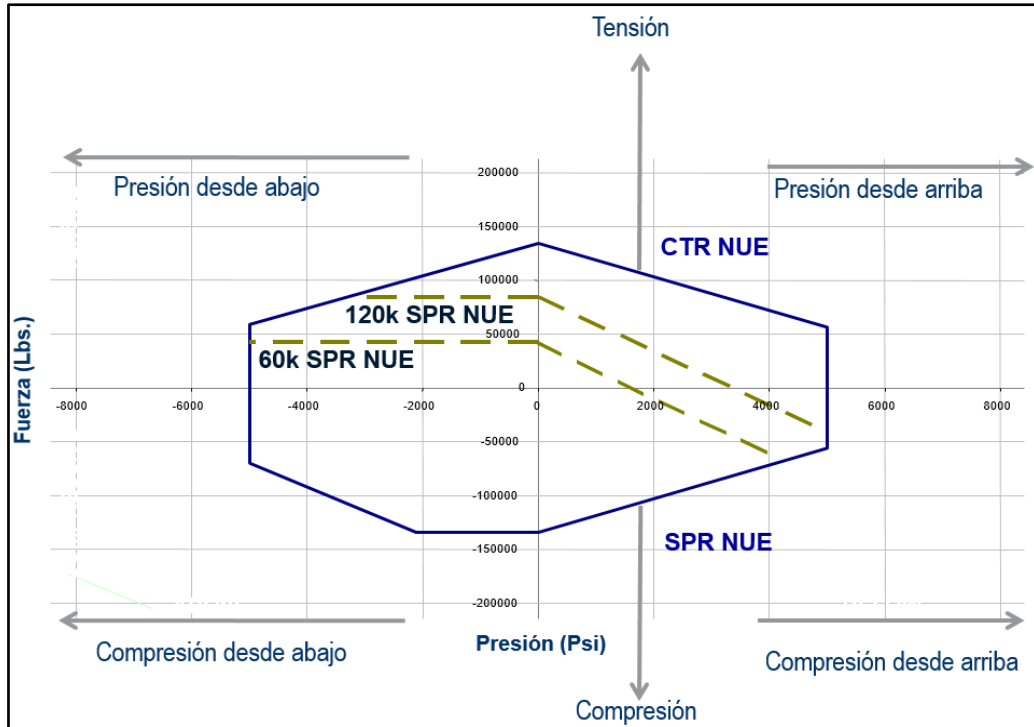 Tensión
200000
Presión desde abajo
Presión desde arriba
150000
CTR NUE
100000
120k SPR NUE
50000
60k SPR NUE
Fuerza (Lbs.)
0
-8000 -6000 -4000 -2000 0 2000 4000 6000 8000
-50000
-100000
-150000
SPR NUE
-200000
Presión (Psi)
Compresión desde abajo
Compresión desde arriba
Compresión